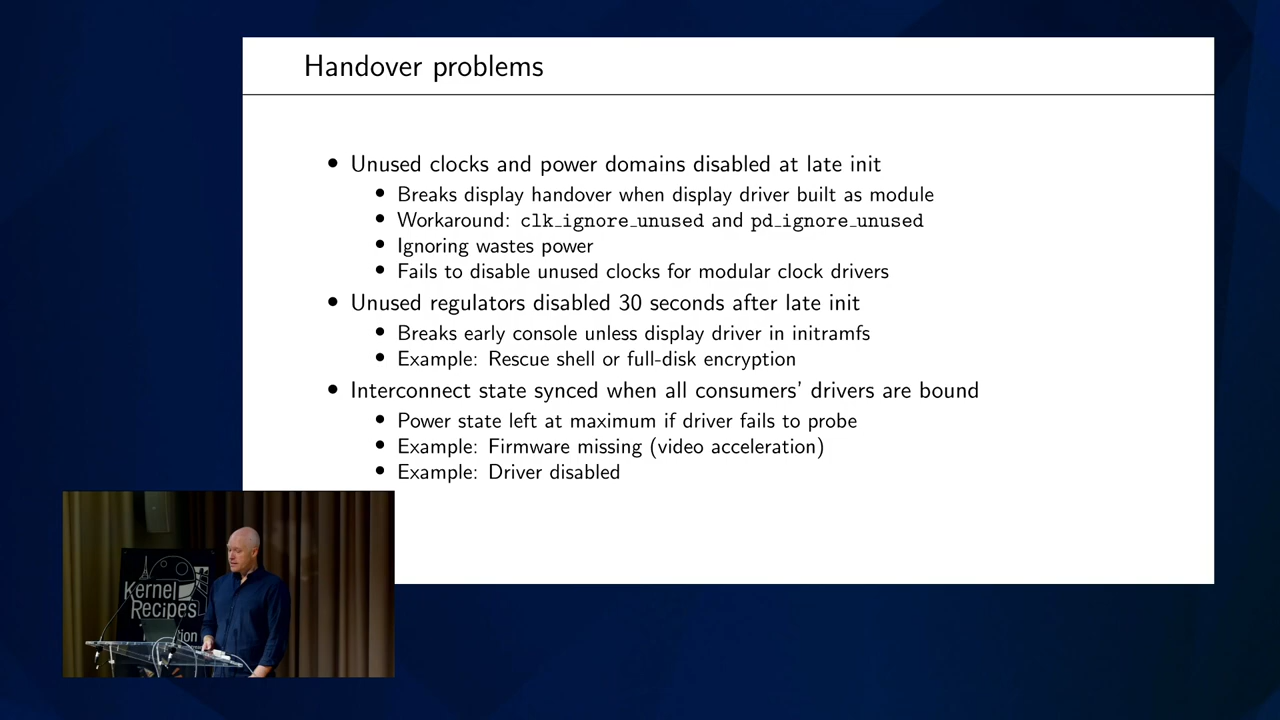 Handover problems
• Unused clocks and power domains disabled at late init
• Breaks display handover when display driver built as module
• Workaround: clk_ignore_unused and pd_ignore_unused
• Ignoring wastes power
• Fails to disable unused clocks for modular clock drivers
• Unused regulators disabled 30 seconds after late init
• Breaks early console unless display driver in initramfs
• Example: Rescue shell or full-disk encryption
• Interconnect state synced when all consumers' drivers are bound
• Power state left at maximum if driver fails to probe
• Example: Firmware missing (video acceleration)
• Example: Driver disabled
Kernel
Recipes